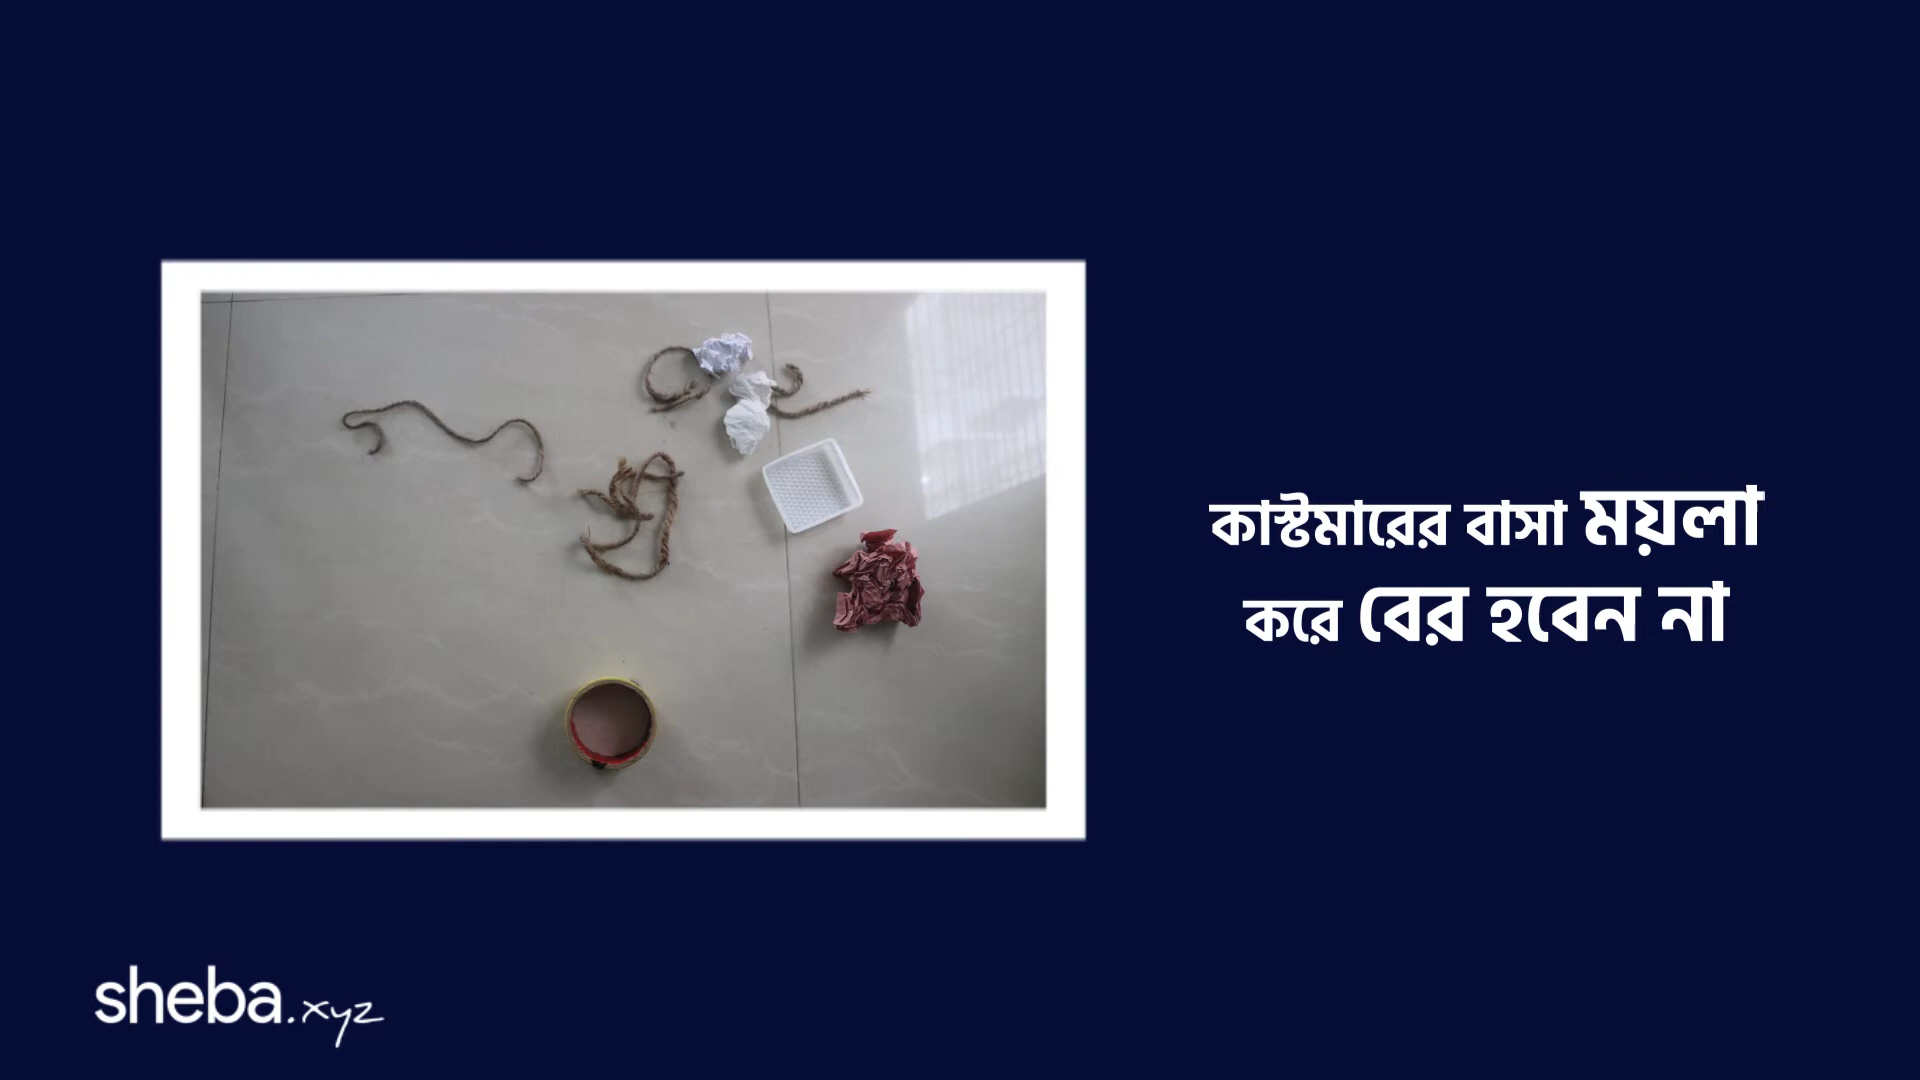 কাস্টমারের বাসা ময়লা
করে বের হবেন না
sheba.xyz